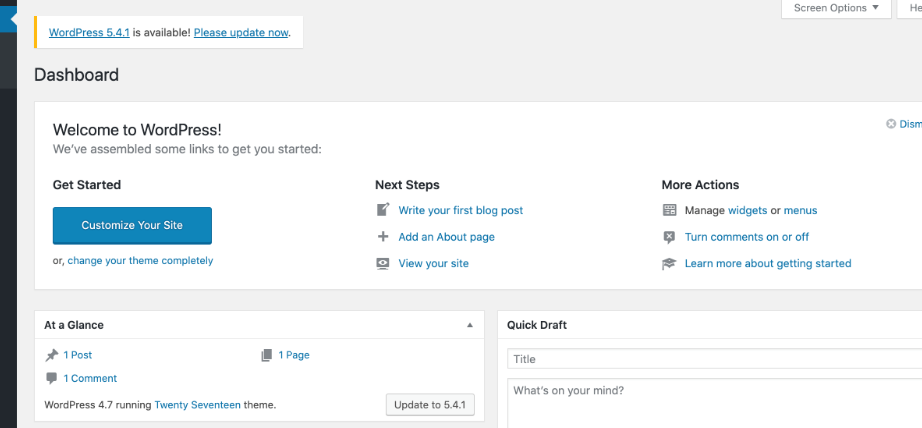 Screen Options ▼
He
WordPress 5.4.1 is available! Please update now.
Dashboard
Welcome to WordPress!
Dism
We've assembled some links to get you started:
Get Started
Customize Your Site
or, change your theme completely
Next Steps
Write your first blog post
Add an About page
View your site
More Actions
Manage widgets or menus
Turn comments on or off
Learn more about getting started
At a Glance
1 Post
1 Page
1 Comment
WordPress 4.7 running Twenty Seventeen theme.
Update to 5.4.1
Quick Draft
Title
What's on your mind?